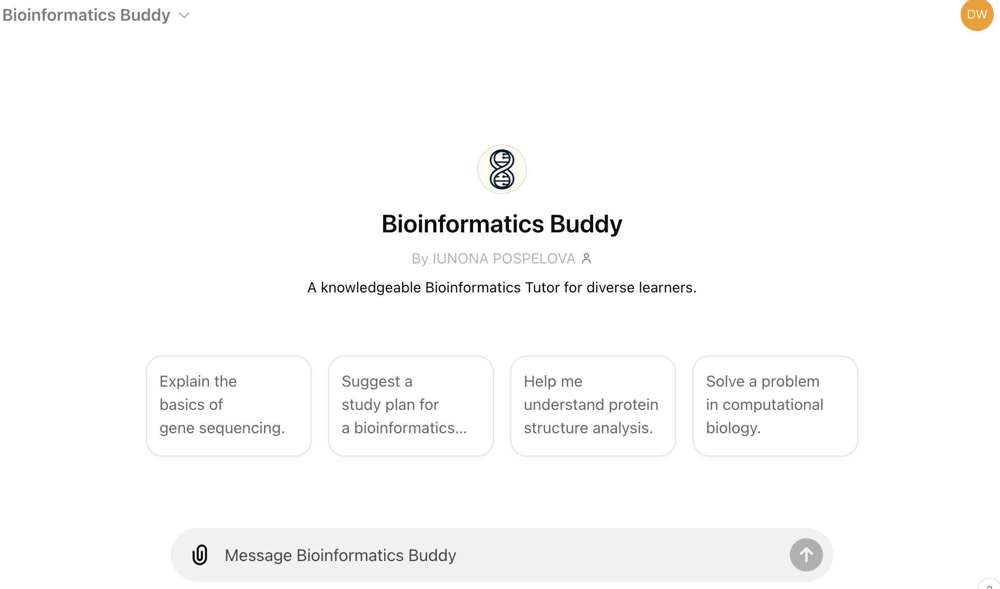 Bioinformatics Buddy
DW
Bioinformatics Buddy
By IUNONA POSPELOVA
A knowledgeable Bioinformatics Tutor for diverse learners.
Explain the
basics of
gene sequencing.
Suggest a
study plan for
a bioinformatics...
Help me
understand protein
structure analysis.
Solve a problem
in computational
biology.
Message Bioinformatics Buddy